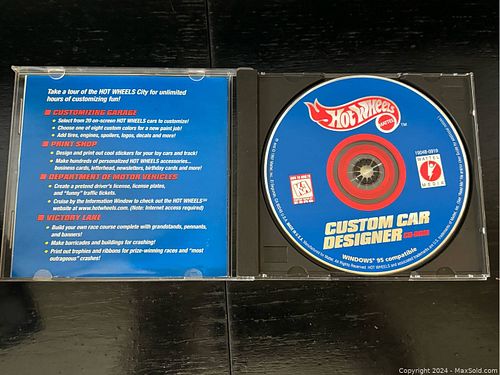 Take a tour of the HOT WHEELS City for unlimited
hours of customizing fun!
CUSTOMIZING GARAGE
• Select from 20 on-screen HOT WHEELS cars to customize!
• Choose one of eight custom colors for a new paint job!
• Add tires, engines, spoilers, logos, decals and more!
PRINT SHOP
• Design and print out cool stickers for your toy cars and track!
• Make hundreds of personalized HOT WHEELS accessories...
business cards, letterhead, newsletters, birthday cards and more!
DEPARTMENT OF MOTOR VEHICLES
• Create a pretend driver's license, license plates,
and "funny" traffic tickets.
• Cruise by the Information Window to check out the HOT WHEELS™
website at www.hotwheels.com. (Note: Internet access required)
VICTORY LANE
• Build your own race course complete with grandstands, pennants,
and banners!
• Make barricades and buildings for crashing!
• Print out trophies and ribbons for prize-winning races and "most
outrageous" crashes!
HOT WHEELS
MATTEL
™
19048-0919
MATTEL
MEDIA
CUSTOM CAR
DESIGNER CD-ROM
WINDOWS® 95 compatible
Copyright 2024 - MaxSold.com